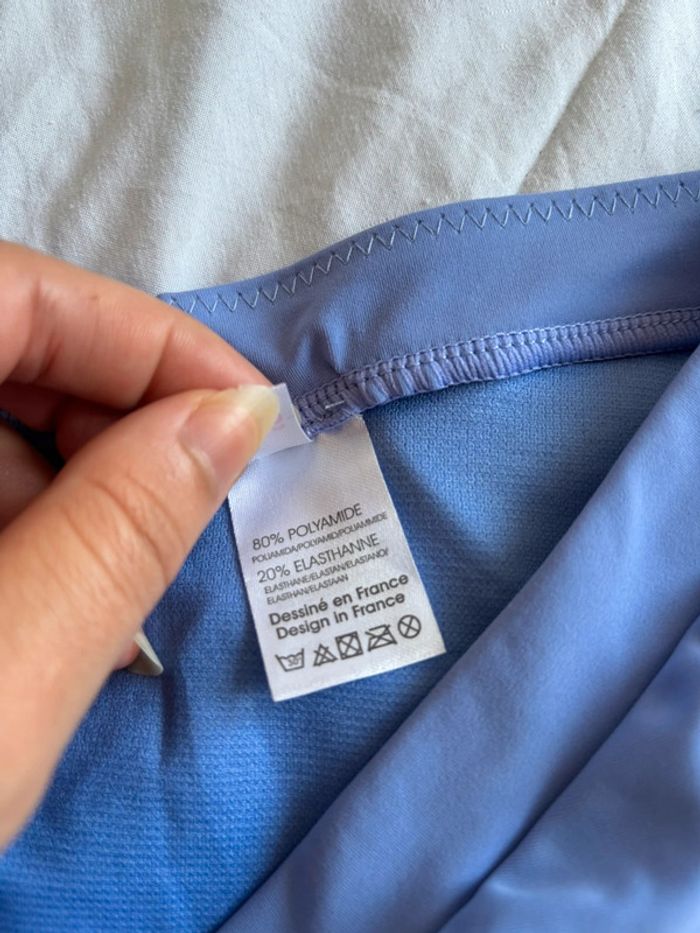 80% POLYAMIDE
POLIAMIDA/POLYAMID/POLIAMMIDE
20% ELASTHANNE
ELASTHANE/ELASTAN/ELASTANO/
ELASTHAN/ELASTAAN
Dessiné en France
Design in France